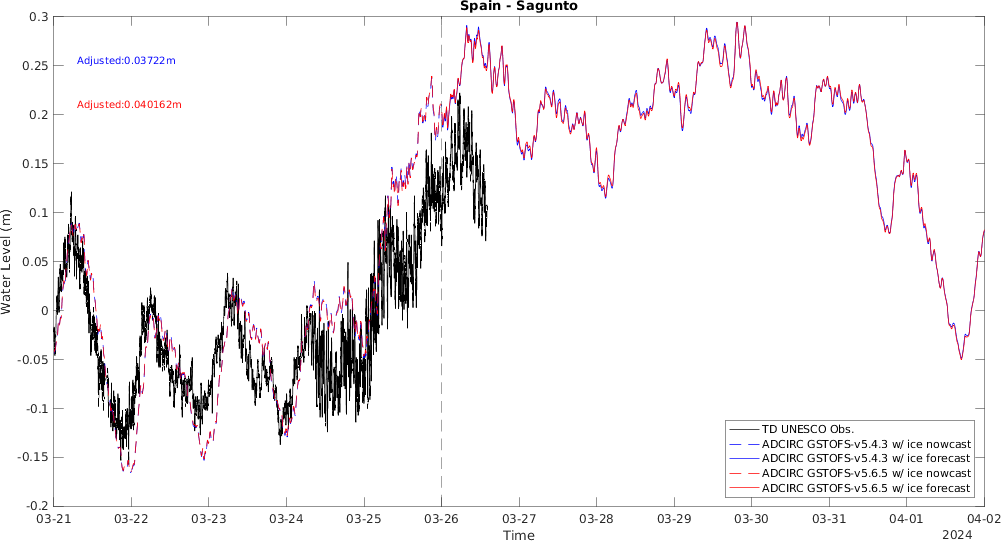 Spain - Sagunto
Adjusted:0.03722m
Adjusted:0.040162m
Water Level (m)
0.3
0.25
0.2
0.15
0.1
0.05
0
-0.05
-0.1
-0.15
-0.2
TD UNESCO Obs.
ADCIRC GSTOFS-v5.4.3 w/ ice nowcast
ADCIRC GSTOFS-v5.4.3 w/ ice forecast
ADCIRC GSTOFS-v5.6.5 w/ ice nowcast
ADCIRC GSTOFS-v5.6.5 w/ ice forecast
03-21 03-22 03-23 03-24 03-25 03-26 03-27 03-28 03-29 03-30 03-31 04-01 04-02
Time
2024